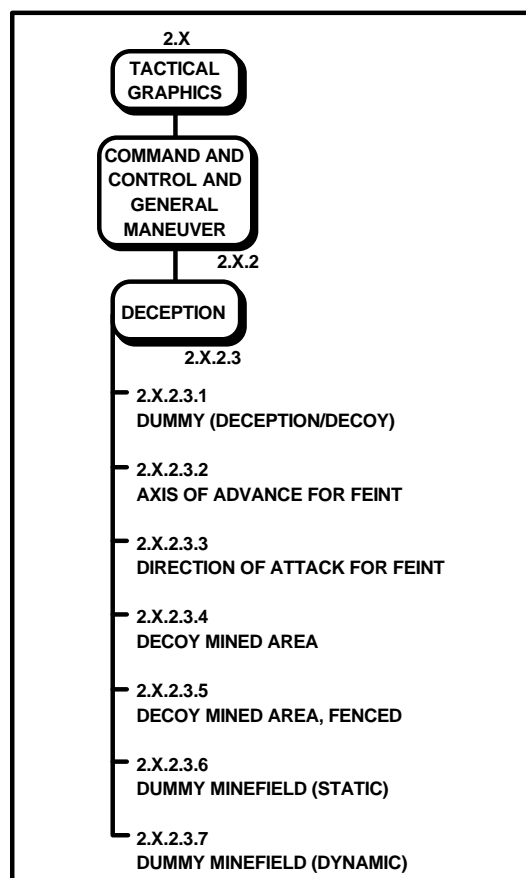 2.X
TACTICAL
GRAPHICS
COMMAND AND
CONTROL AND
GENERAL
MANEUVER
2.X.2
DECEPTION
2.X.2.3
2.X.2.3.1
DUMMY (DECEPTION/DECOY)
2.X.2.3.2
AXIS OF ADVANCE FOR FEINT
2.X.2.3.3
DIRECTION OF ATTACK FOR FEINT
2.X.2.3.4
DECOY MINED AREA
2.X.2.3.5
DECOY MINED AREA, FENCED
2.X.2.3.6
DUMMY MINEFIELD (STATIC)
2.X.2.3.7
DUMMY MINEFIELD (DYNAMIC)